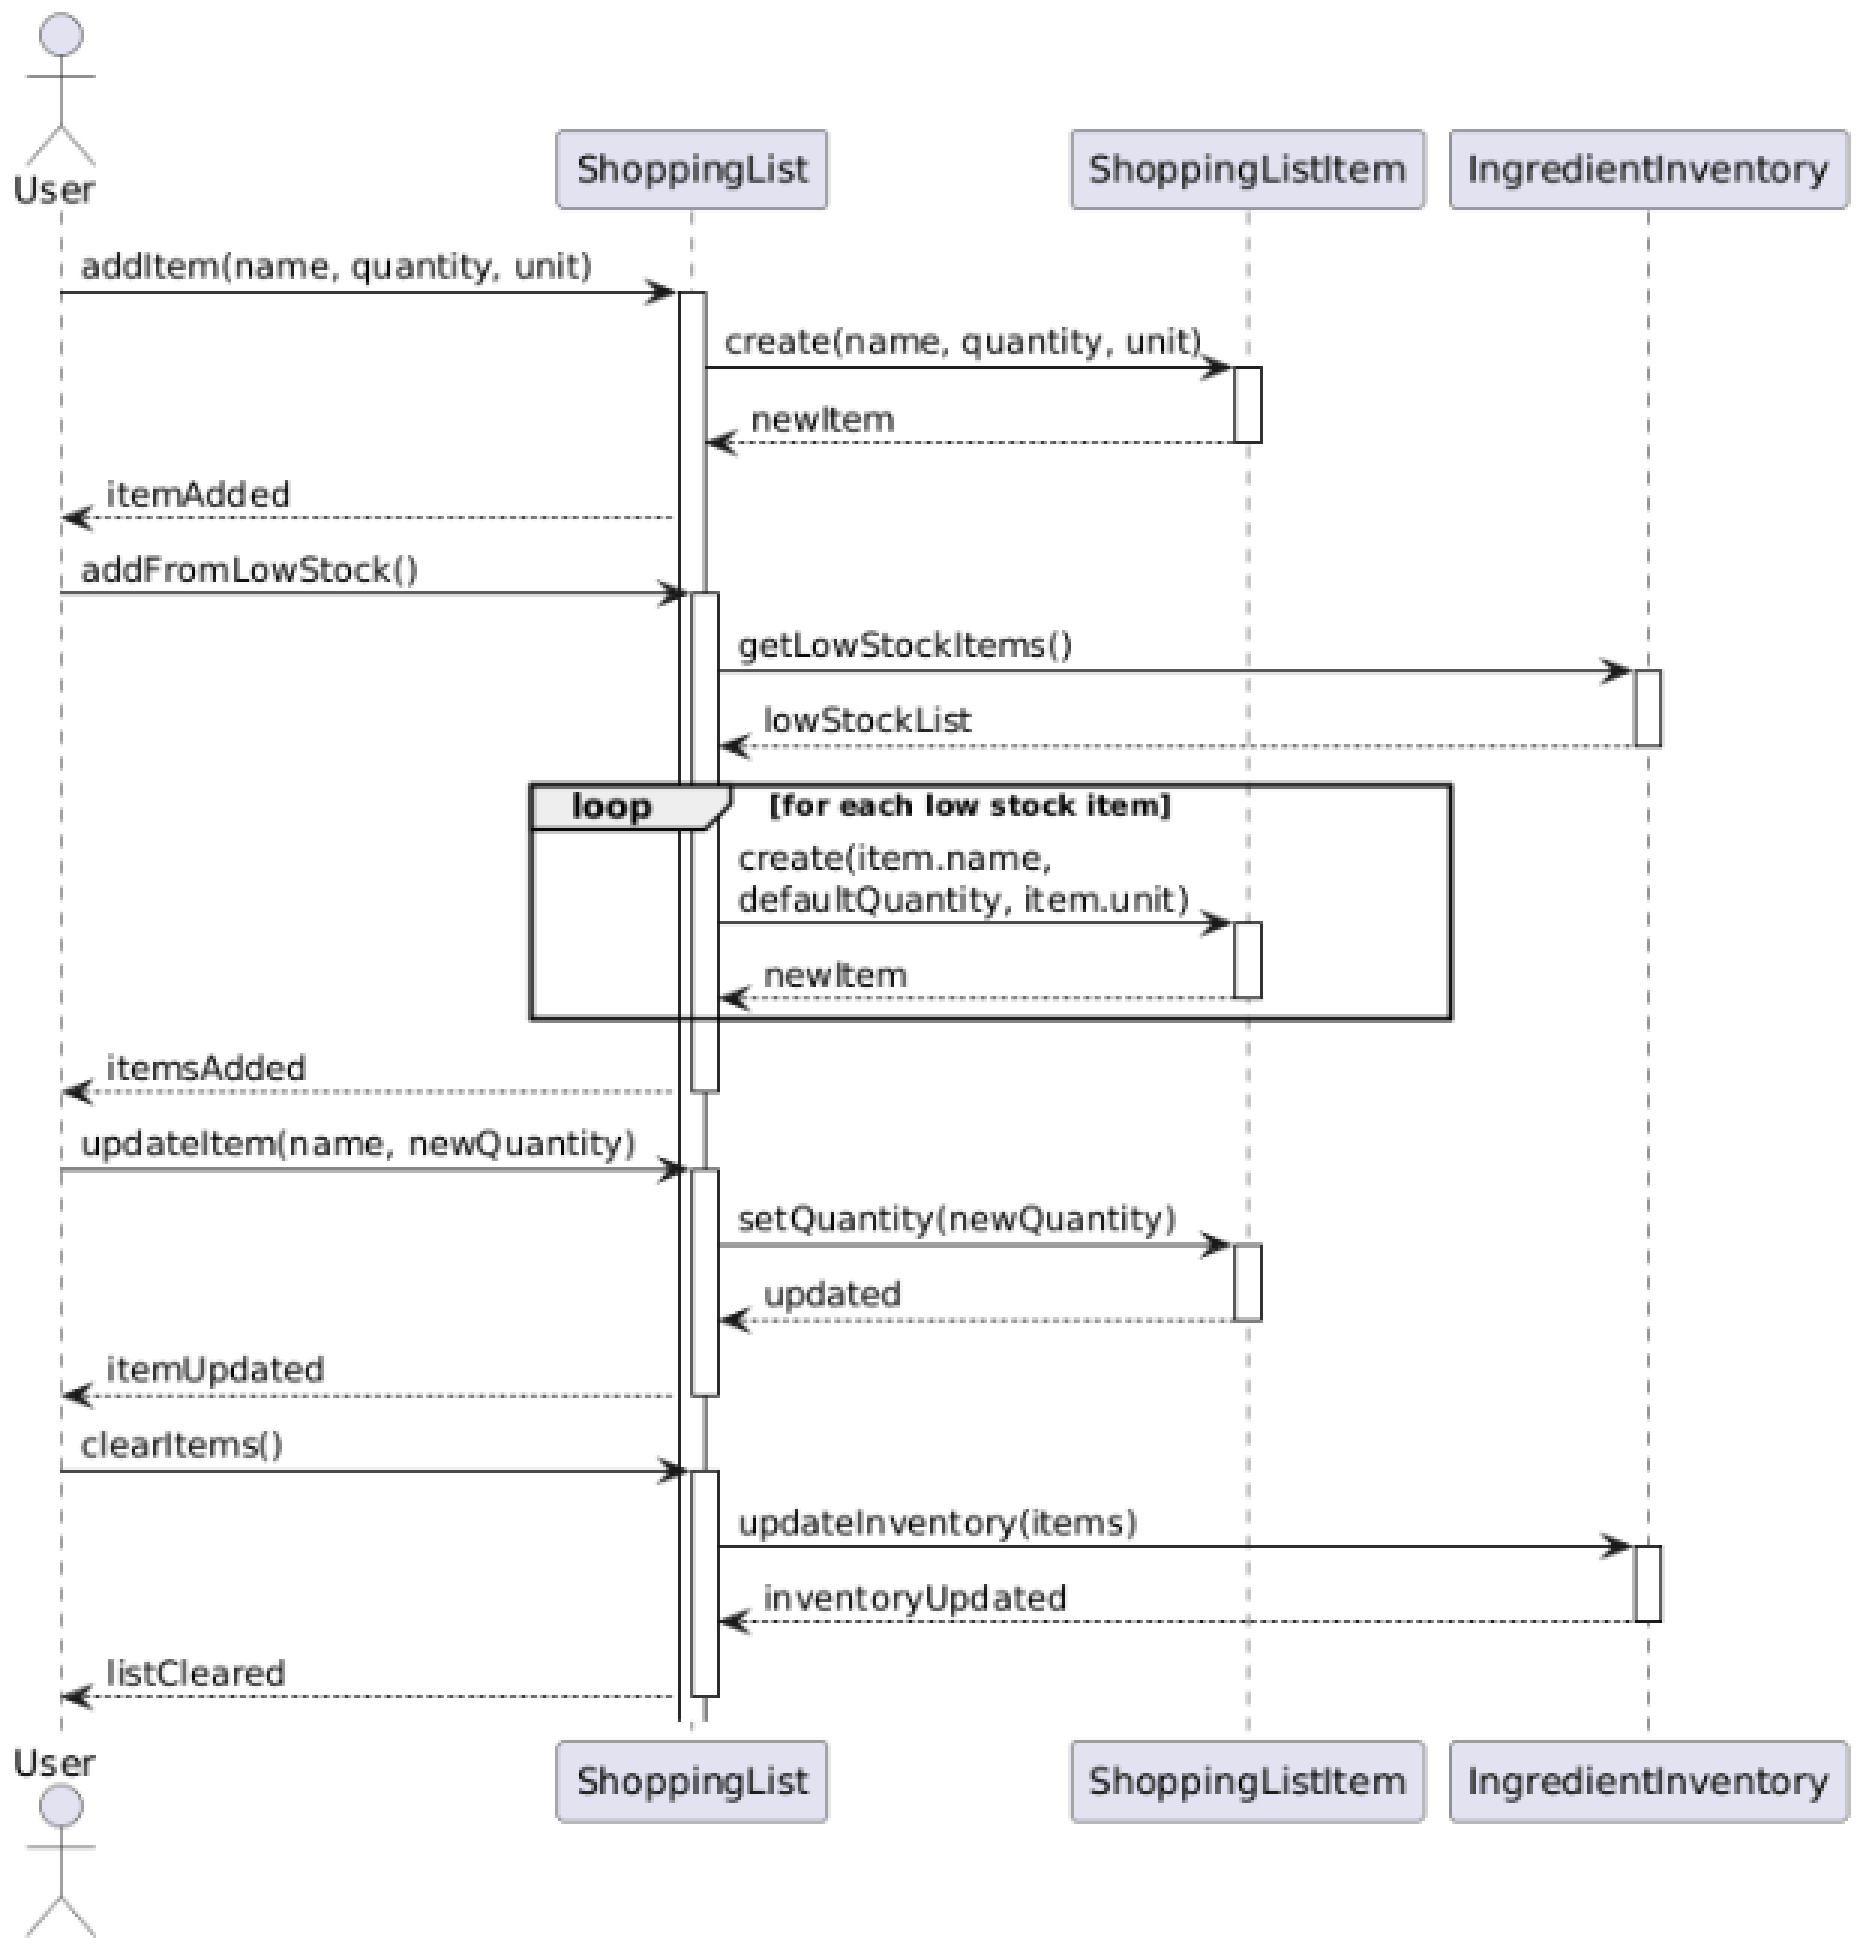 User
ShoppingList
ShoppingListItem
IngredientInventory
addItem(name, quantity, unit)
create(name, quantity, unit)
newItem
itemAdded
addFromLowStock()
getLowStockItems()
lowStockList
loop
[for each low stock item]
create(item.name,
defaultQuantity, item.unit)
newItem
itemsAdded
updateItem(name, newQuantity)
setQuantity(newQuantity)
updated
itemUpdated
clearItems()
updateInventory(items)
inventoryUpdated
listCleared
User
ShoppingList
ShoppingListItem
IngredientInventory